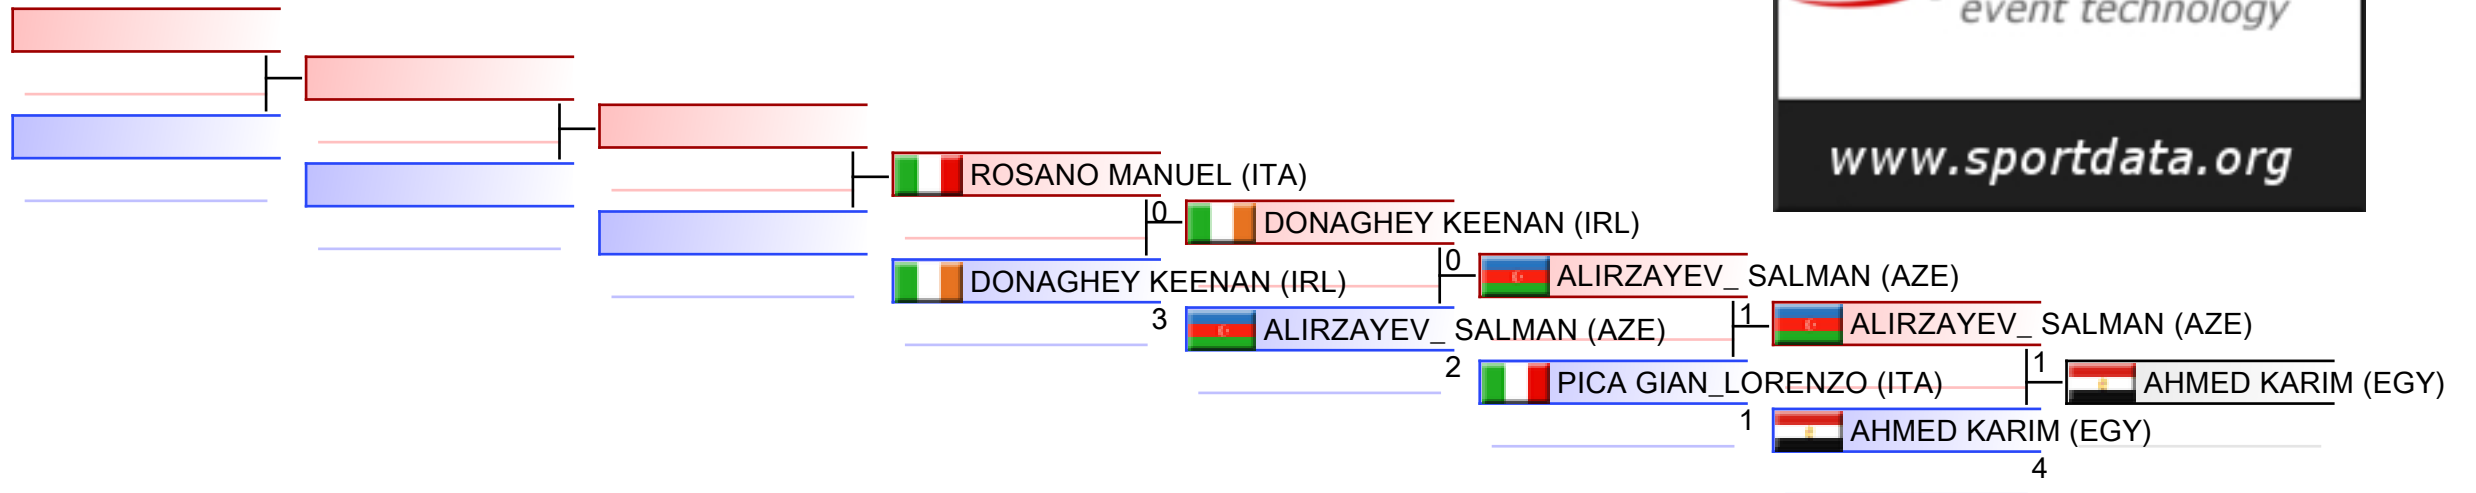 event technology
www.sportdata.org
ROSANO MANUEL (ITA)
0
DONAGHEY KEENAN (IRL)
DONAGHEY KEENAN (IRL)
3
0
ALIRZAYEV_ SALMAN (AZE)
ALIRZAYEV_ SALMAN (AZE)
2
1
ALIRZAYEV_ SALMAN (AZE)
PICA GIAN_LORENZO (ITA)
1
1
AHMED KARIM (EGY)
AHMED KARIM (EGY)
4